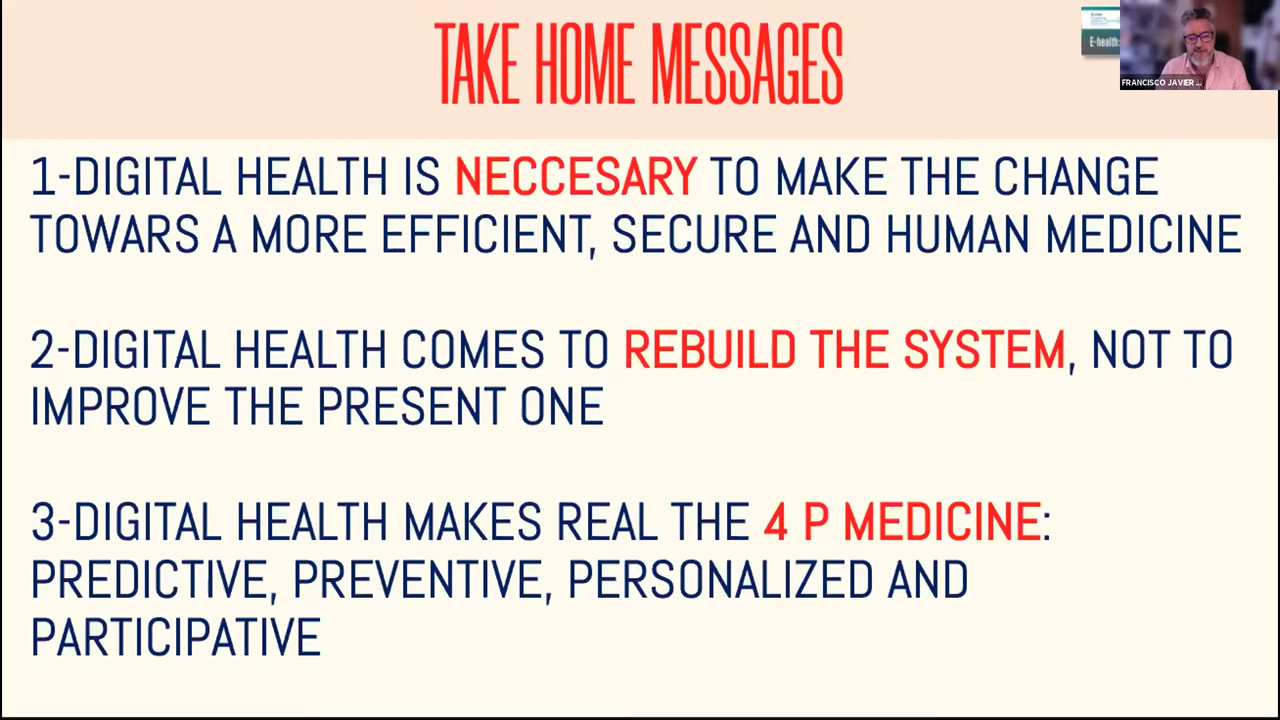 TAKE HOME MESSAGES
E-health:
FRANCISCO JAVIER ...
1-DIGITAL HEALTH IS NECCESARY TO MAKE THE CHANGE
TOWARS A MORE EFFICIENT, SECURE AND HUMAN MEDICINE
2-DIGITAL HEALTH COMES TO REBUILD THE SYSTEM, NOT TO
IMPROVE THE PRESENT ONE
3-DIGITAL HEALTH MAKES REAL THE 4 P MEDICINE:
PREDICTIVE, PREVENTIVE, PERSONALIZED AND
PARTICIPATIVE